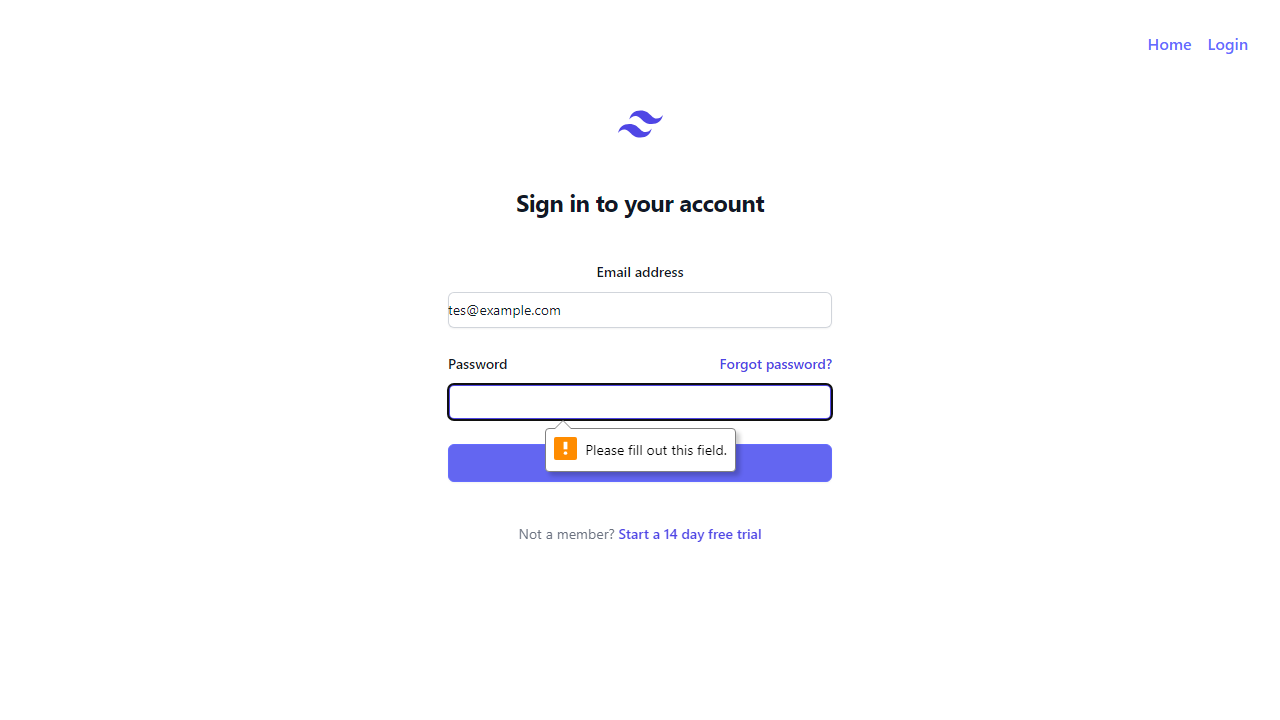 Home Login
Sign in to your account
Email address
tes@example.com
Password Forgot password?
Please fill out this field.
Not a member? Start a 14 day free trial